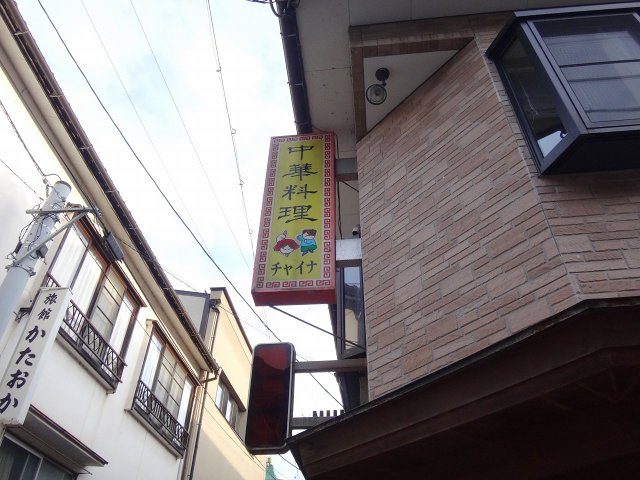 中華料理
チャイナ
旅館
かたおか